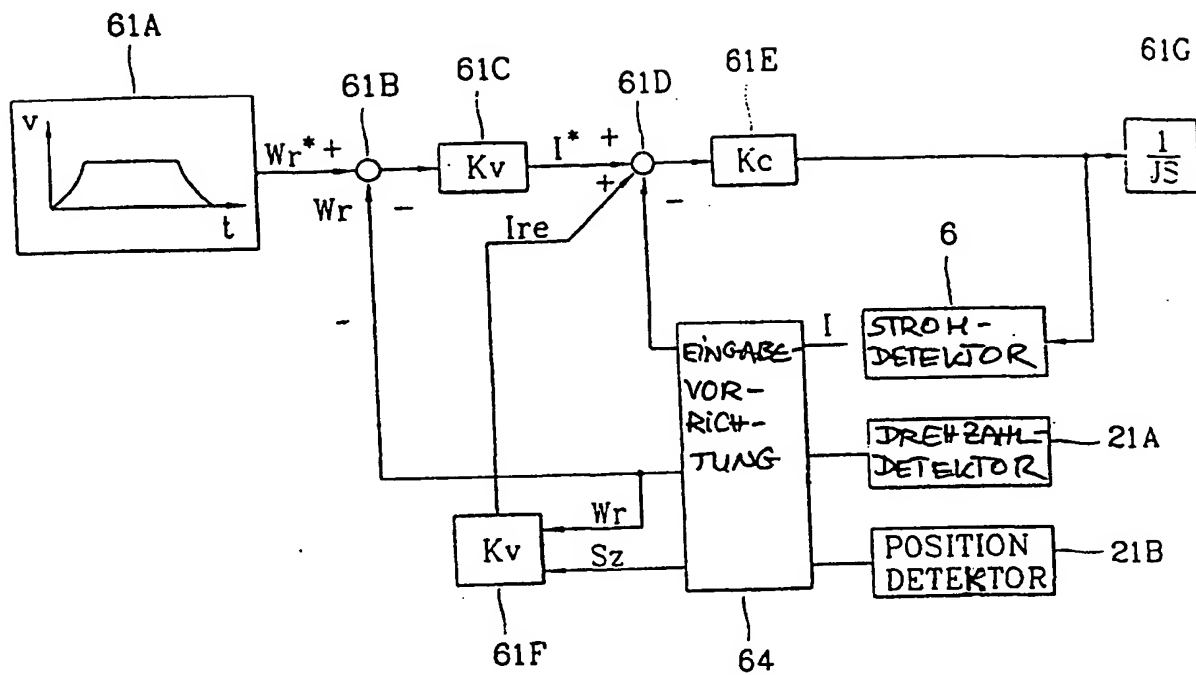 61A
61B
61C
61D
61E
61G
v
t
Wr* +
Kv
I* +
Kc
1
JS
Wr
-
+
-
Ire
6
-
I
STROM-
DETEKTOR
EINGABE
VOR-
RICH-
TUNG
DREHZAHL-
DETEKTOR
21A
Wr
Kv
Sz
POSITION
DETEKTOR
21B
61F
64